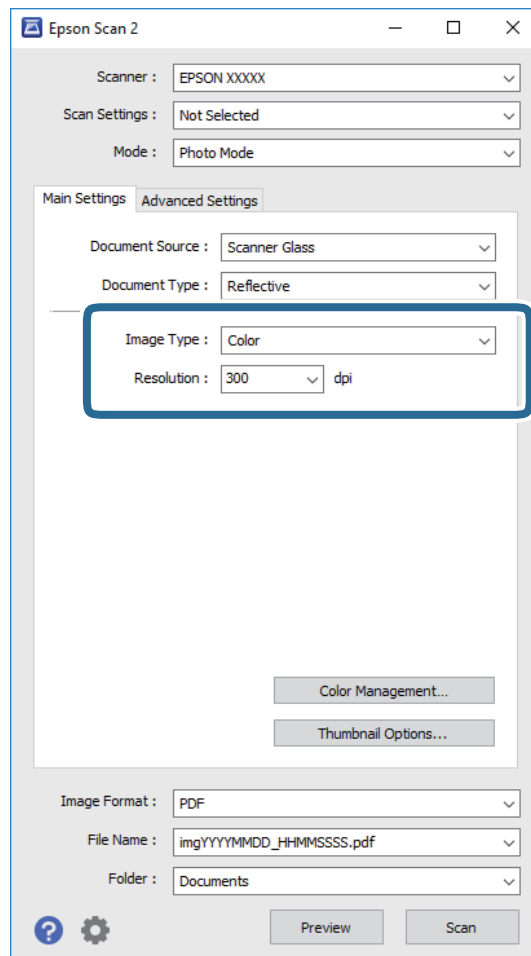 Epson Scan 2
Scanner : EPSON XXXXX
Scan Settings : Not Selected
Mode : Photo Mode
Main Settings Advanced Settings
Document Source : Scanner Glass
Document Type : Reflective
Image Type : Color
Resolution : 300 dpi
Color Management...
Thumbnail Options...
Image Format : PDF
File Name : imgYYYYMMDD_HHMMSSSS.pdf
Folder : Documents
? Preview Scan